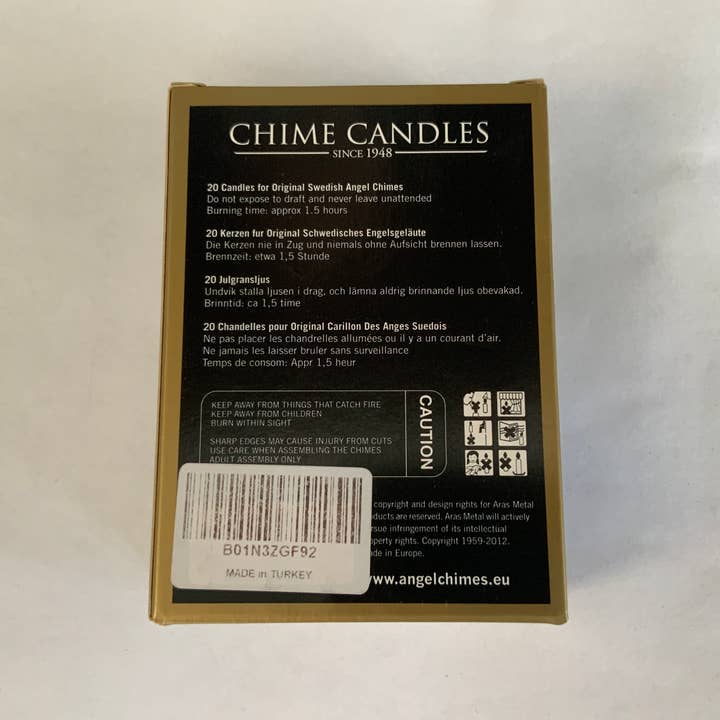 CHIME CANDLES
SINCE 1948
20 Candles for Original Swedish Angel Chimes
Do not expose to draft and never leave unattended
Burning time: approx 1.5 hours
20 Kerzen fur Original Schwedisches Engelsgeläute
Die Kerzen nie in Zug und niemals ohne Aufsicht brennen lassen.
Brennzeit: etwa 1,5 Stunde
20 Julgransljus
Undvik stalla ljusen i drag, och lämna aldrig brinnande ljus obevakad.
Brinntid: ca 1,5 time
20 Chandelles pour Original Carillon Des Anges Suedois
Ne pas placer les chandrelles allumées ou il y a un courant d'air.
Ne jamais les laisser bruler sans surveillance
Temps de consom: Appr 1,5 heur
KEEP AWAY FROM THINGS THAT CATCH FIRE
KEEP AWAY FROM CHILDREN
BURN WITHIN SIGHT
SHARP EDGES MAY CAUSE INJURY FROM CUTS
USE CARE WHEN ASSEMBLING THE CHIMES
ADULT ASSEMBLY ONLY
CAUTION
copyright and design rights for Aras Metal
are reserved. Aras Metal will actively
infringement of its intellectual
rights. Copyright 1959-2012.
in Europe.
www.angelchimes.eu
B01N3ZGF92
MADE in TURKEY